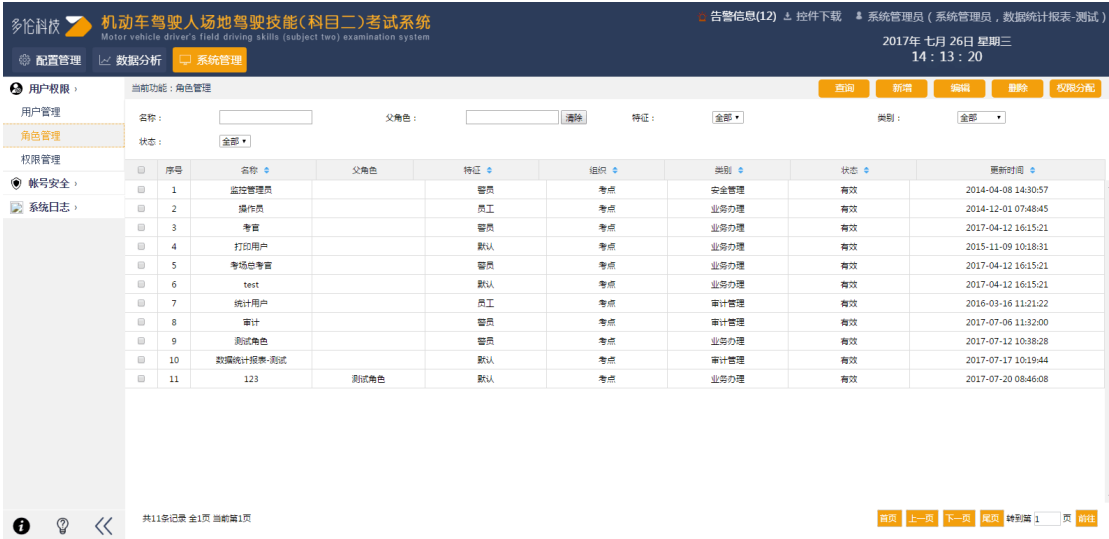 多伦科技
机动车驾驶人场地驾驶技能(科目二)考试系统
Motor vehicle driver's field driving skills (subject two) examination system
告警信息(12) 控件下载 系统管理员(系统管理员,数据统计报表-测试)
2017年 七月 26日 星期三
14：13：20
配置管理 数据分析 系统管理
用户权限
用户管理
角色管理
权限管理
帐号安全
系统日志
当前功能：角色管理 查询 新增 编辑 删除 权限分配
名称： 父角色： 清除 特征： 全部 类别： 全部
状态： 全部
序号 名称 父角色 特征 组织 类别 状态 更新时间
1 监控管理员 警员 考点 安全管理 有效 2014-04-08 14:30:57
2 操作员 员工 考点 业务办理 有效 2014-12-01 07:48:45
3 考官 警员 考点 业务办理 有效 2017-04-12 16:15:21
4 打印用户 默认 考点 业务办理 有效 2015-11-09 10:18:31
5 考场总考官 警员 考点 业务办理 有效 2017-04-12 16:15:21
6 test 默认 考点 业务办理 有效 2017-04-12 16:15:21
7 统计用户 员工 考点 审计管理 有效 2016-03-16 11:21:22
8 审计 警员 考点 审计管理 有效 2017-07-06 11:32:00
9 测试角色 警员 考点 业务办理 有效 2017-07-12 10:38:28
10 数据统计报表-测试 默认 考点 审计管理 有效 2017-07-17 10:19:44
11 123 测试角色 默认 考点 业务办理 有效 2017-07-20 08:46:08
共11条记录 全1页 当前第1页 首页 上一页 下一页 尾页 转到第 1 页 前往